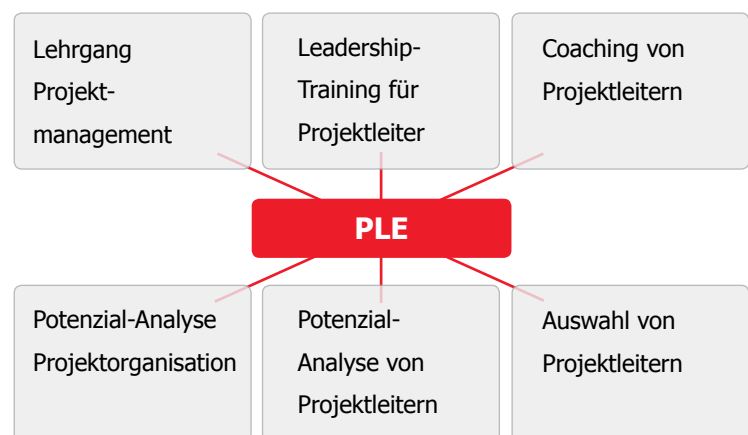 Lehrgang
Projekt-
management
Leadership-
Training für
Projektleiter
Coaching von
Projektleitern
PLE
Potenzial-Analyse
Projektorganisation
Potenzial-
Analyse von
Projektleitern
Auswahl von
Projektleitern